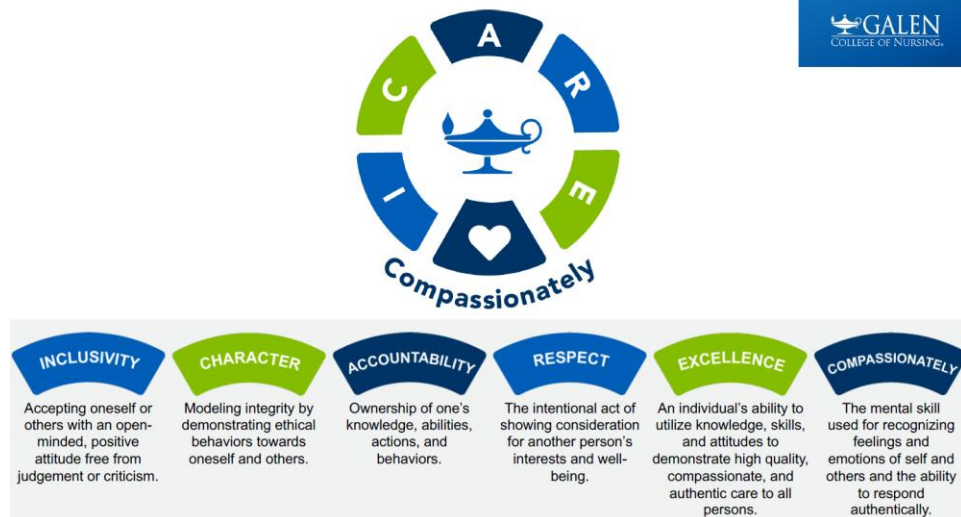 GALEN
COLLEGE OF NURSING®
I
C
A
R
E
Compassionately
INCLUSIVITY
Accepting oneself or
others with an open-
minded, positive
attitude free from
judgement or criticism.
CHARACTER
Modeling integrity by
demonstrating ethical
behaviors towards
oneself and others.
ACCOUNTABILITY
Ownership of one's
knowledge, abilities,
actions, and
behaviors.
RESPECT
The intentional act of
showing consideration
for another person's
interests and well-
being.
EXCELLENCE
An individual's ability to
utilize knowledge, skills,
and attitudes to
demonstrate high quality,
compassionate, and
authentic care to all
persons.
COMPASSIONATELY
The mental skill
used for recognizing
feelings and
emotions of self and
others and the ability
to respond
authentically.